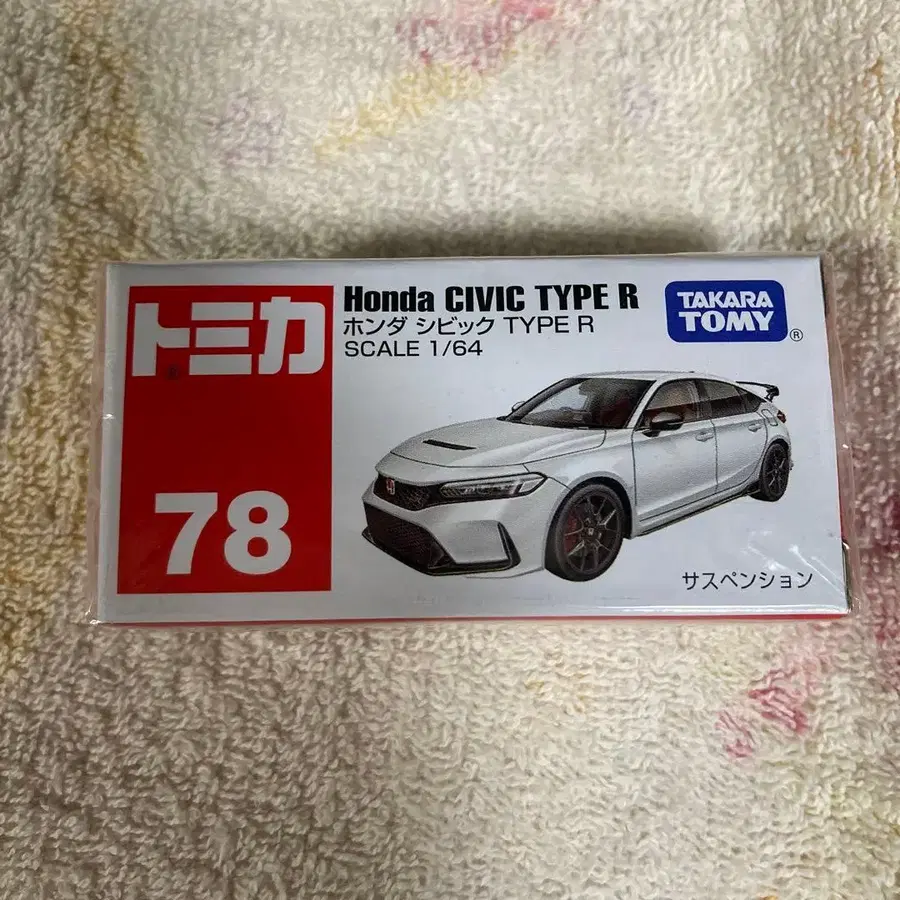 トミカ
®
78
Honda CIVIC TYPE R
ホンダ シビック TYPE R
SCALE 1/64
TAKARA
TOMY
®
サスペンション